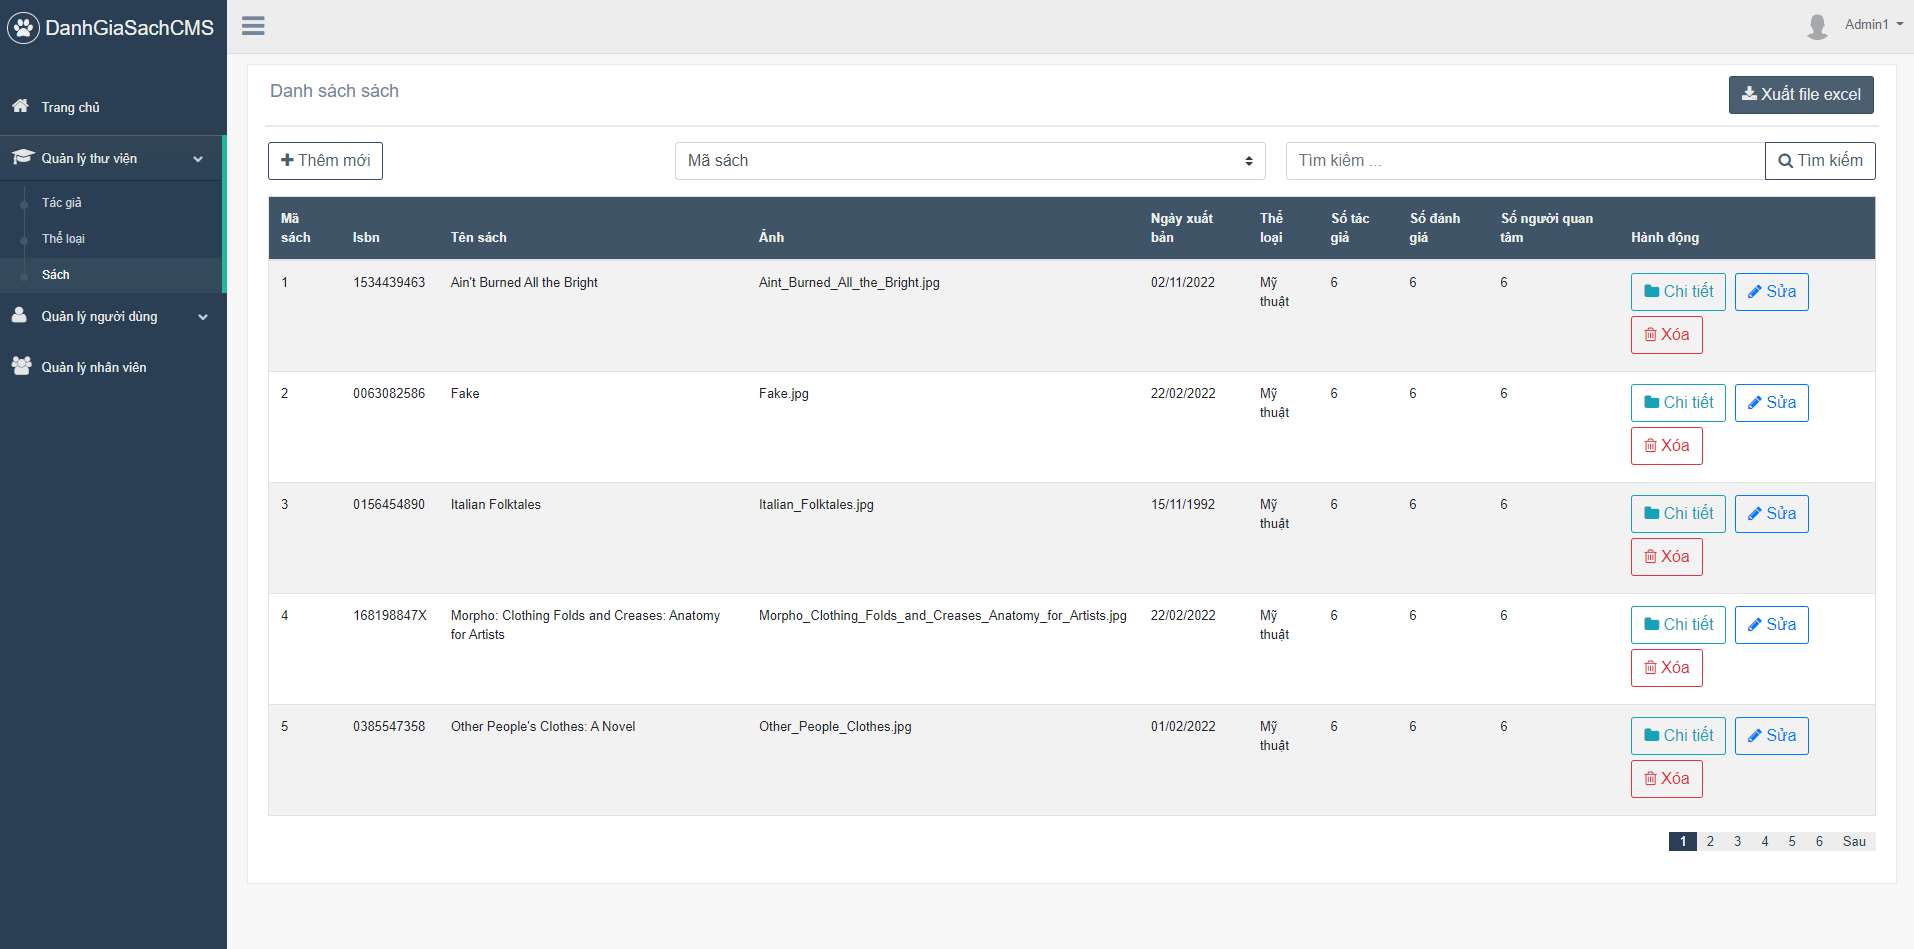 DanhGiaSachCMS
Admin1
Trang chủ
Quản lý thư viện
Tác giả
Thể loại
Sách
Quản lý người dùng
Quản lý nhân viên
Danh sách sách
Xuất file excel
Thêm mới
Mã sách
Tìm kiếm ...
Tìm kiếm
Mã sách Isbn Tên sách Ảnh Ngày xuất bản Thể loại Số tác giả Số đánh giá Số người quan tâm Hành động
1 1534439463 Ain't Burned All the Bright Aint_Burned_All_the_Bright.jpg 02/11/2022 Mỹ thuật 6 6 6 Chi tiết Sửa
Xóa
2 0063082586 Fake Fake.jpg 22/02/2022 Mỹ thuật 6 6 6 Chi tiết Sửa
Xóa
3 0156454890 Italian Folktales Italian_Folktales.jpg 15/11/1992 Mỹ thuật 6 6 6 Chi tiết Sửa
Xóa
4 168198847X Morpho: Clothing Folds and Creases: Anatomy for Artists Morpho_Clothing_Folds_and_Creases_Anatomy_for_Artists.jpg 22/02/2022 Mỹ thuật 6 6 6 Chi tiết Sửa
Xóa
5 0385547358 Other People's Clothes: A Novel Other_People_Clothes.jpg 01/02/2022 Mỹ thuật 6 6 6 Chi tiết Sửa
Xóa
1 2 3 4 5 6 Sau